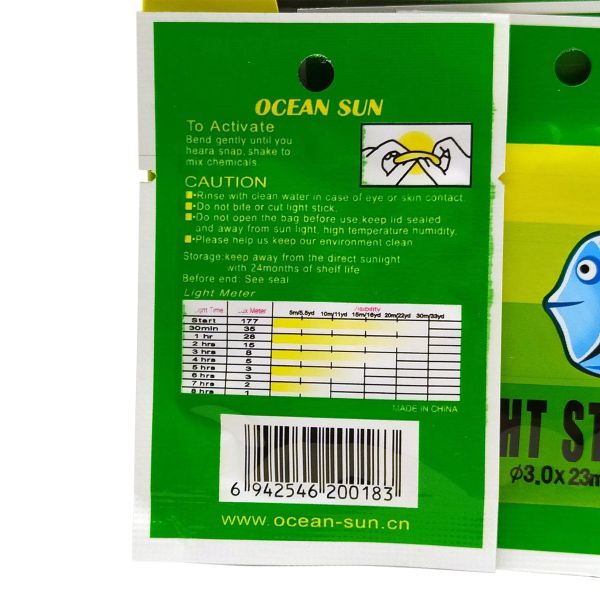 OCEAN SUN
To Activate
Bend gently until you
heara snap, shake to
mix chemicals.
CAUTION
•Rinse with clean water in case of eye or skin contact.
•Do not bite or cut light stick.
•Do not open the bag before use,keep lid sealed
and away from sun light, high temperature humidity.
•Please help us keep our environment clean
Storage:keep away from the direct sunlight
with 24months of shelf life
Before end: See seal
Light Meter
Light Time Lux Meter Visibility
5m/5.5yd 10m/11yd 15m/16yd 20m/22yd 30m/33yd
Start 177
30min 35
1 hr 28
2 hrs 15
3 hrs 8
4 hrs 5
5 hrs 3
6 hrs 3
7 hrs 2
8 hrs 1
MADE IN CHINA
6 942546 200183
www.ocean-sun.cn
HT ST
φ3.0x23m